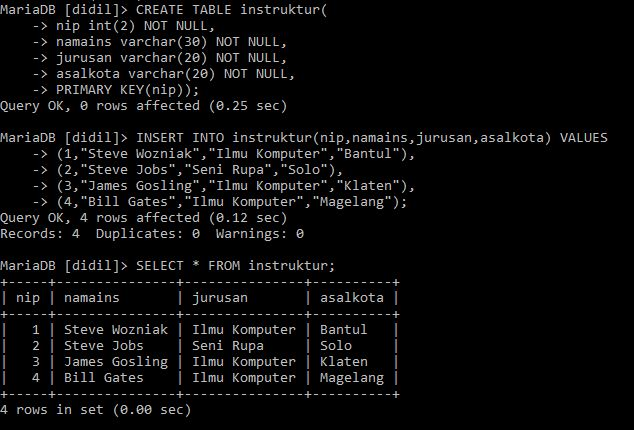 MariaDB [didil]> CREATE TABLE instruktur(
    -> nip int(2) NOT NULL,
    -> namains varchar(30) NOT NULL,
    -> jurusan varchar(20) NOT NULL,
    -> asalkota varchar(20) NOT NULL,
    -> PRIMARY KEY(nip));
Query OK, 0 rows affected (0.25 sec)

MariaDB [didil]> INSERT INTO instruktur(nip,namains,jurusan,asalkota) VALUES
    -> (1,"Steve Wozniak","Ilmu Komputer","Bantul"),
    -> (2,"Steve Jobs","Seni Rupa","Solo"),
    -> (3,"James Gosling","Ilmu Komputer","Klaten"),
    -> (4,"Bill Gates","Ilmu Komputer","Magelang");
Query OK, 4 rows affected (0.12 sec)
Records: 4  Duplicates: 0  Warnings: 0

MariaDB [didil]> SELECT * FROM instruktur;
+-----+---------------+---------------+----------+
| nip | namains       | jurusan       | asalkota |
+-----+---------------+---------------+----------+
|   1 | Steve Wozniak | Ilmu Komputer | Bantul   |
|   2 | Steve Jobs    | Seni Rupa     | Solo     |
|   3 | James Gosling | Ilmu Komputer | Klaten   |
|   4 | Bill Gates    | Ilmu Komputer | Magelang |
+-----+---------------+---------------+----------+
4 rows in set (0.00 sec)